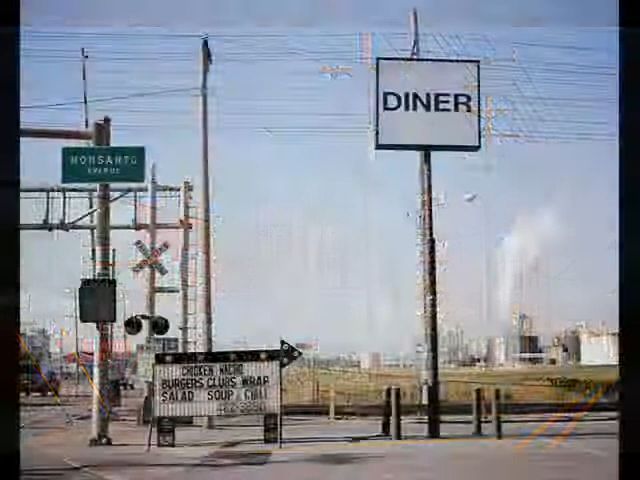 DINER
MONSANTO
AVENUE
CHICKEN NACHO
BURGERS CLUBS WRAP
SALAD SOUP CHILI